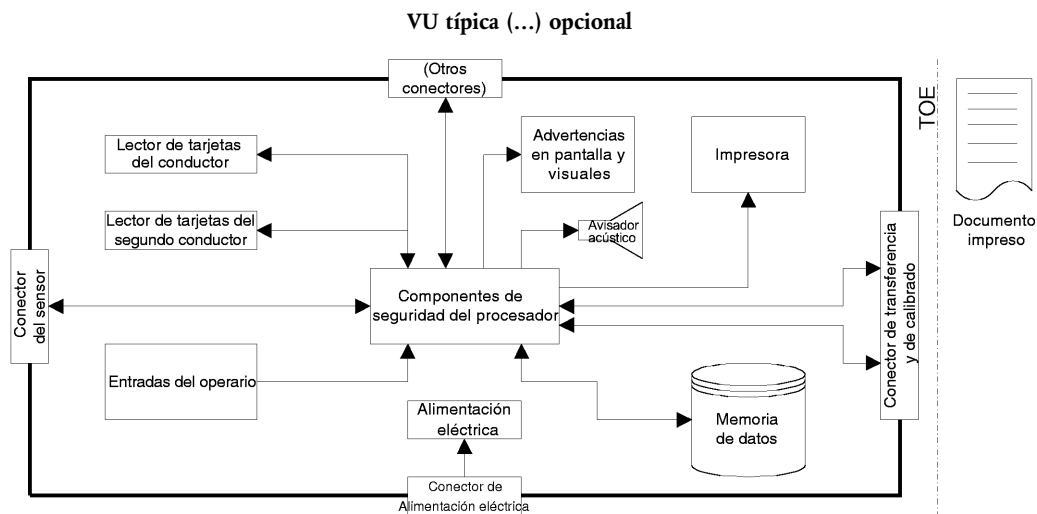 VU típica (...) opcional
(Otros
conectores)
TOE
Lector de tarjetas
del conductor
Advertencias
en pantalla y
visuales
Impresora
Lector de tarjetas del
segundo conductor
Avisador
acústico
Documento
impreso
Conector
del sensor
Componentes de
seguridad del procesador
Conector de transferencia
y de calibrado
Entradas del operario
Alimentación
eléctrica
Memoria
de datos
Conector de
Alimentación eléctrica